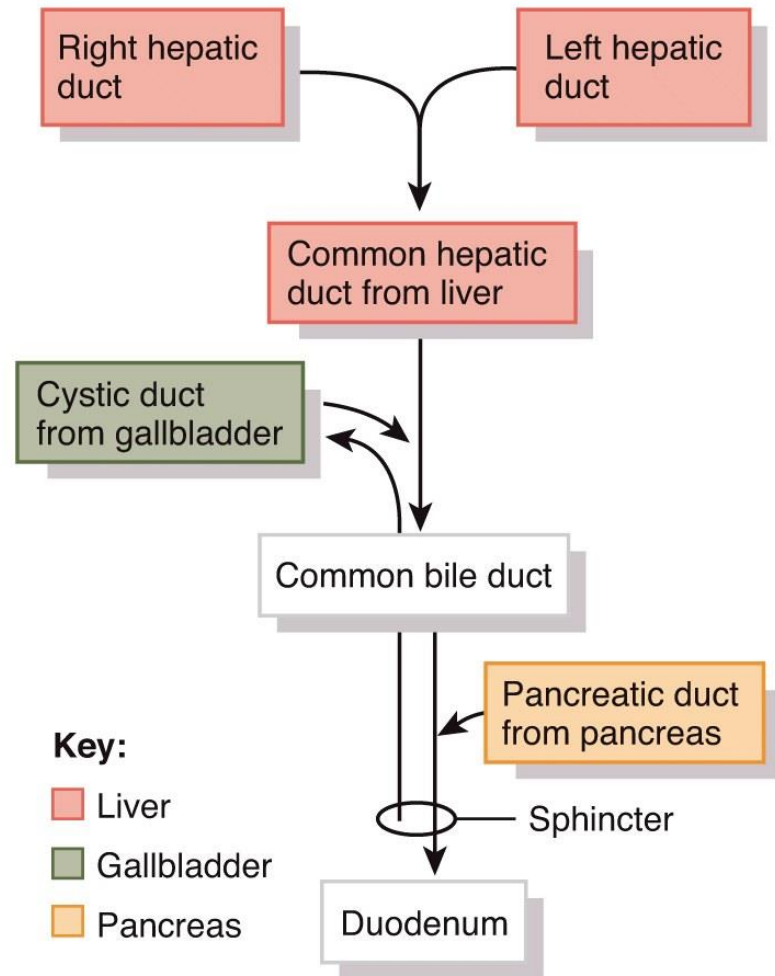 Right hepatic
duct
Left hepatic
duct
Common hepatic
duct from liver
Cystic duct
from gallbladder
Common bile duct
Pancreatic duct
from pancreas
Key:
Liver
Gallbladder
Pancreas
Sphincter
Duodenum